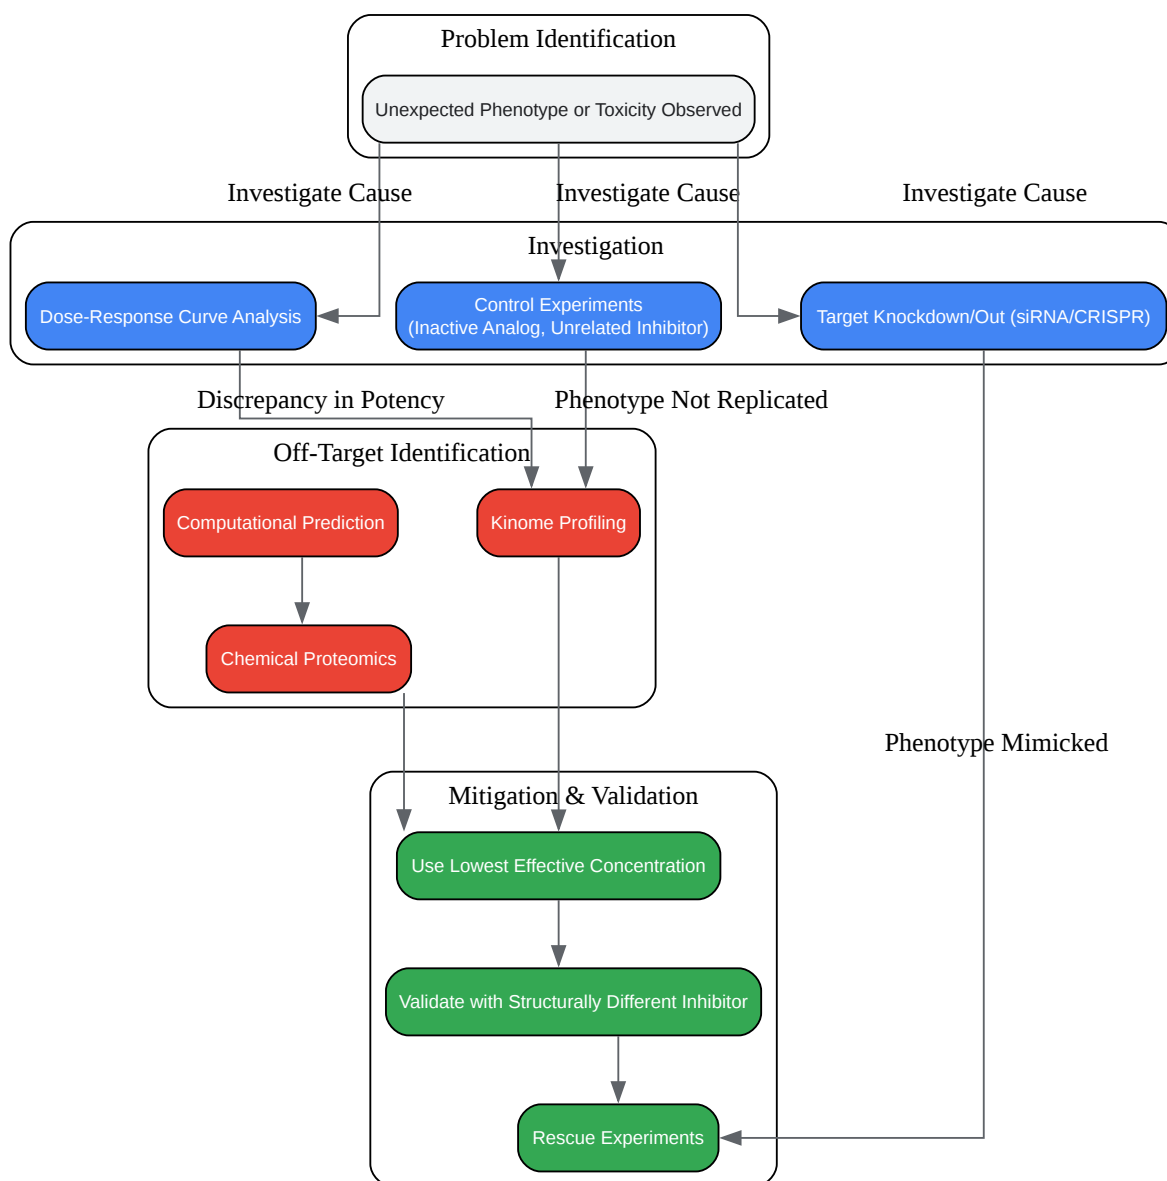 Problem Identification
Unexpected Phenotype or Toxicity Observed
Investigate Cause
Investigate Cause
Investigate Cause
Investigation
Dose-Response Curve Analysis
Control Experiments
(Inactive Analog, Unrelated Inhibitor)
Target Knockdown/Out (siRNA/CRISPR)
Discrepancy in Potency
Phenotype Not Replicated
Off-Target Identification
Computational Prediction
Kinome Profiling
Chemical Proteomics
Phenotype Mimicked
Mitigation & Validation
Use Lowest Effective Concentration
Validate with Structurally Different Inhibitor
Rescue Experiments